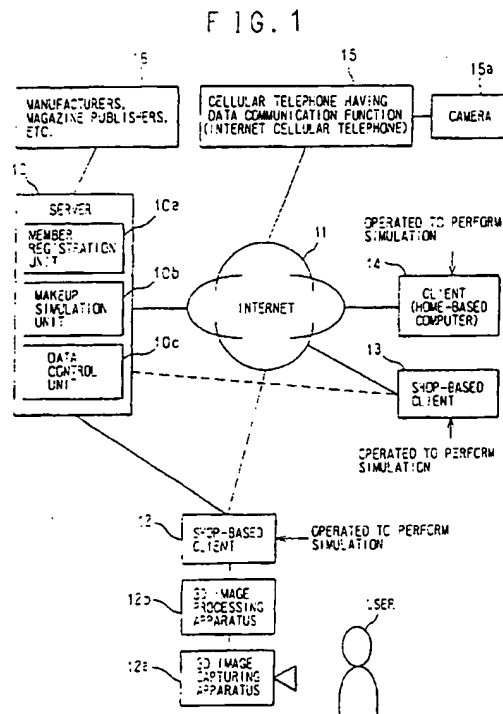 FIG. 1
16
MANUFACTURERS,
MAGAZINE PUBLISHERS,
ETC.
15
CELLULAR TELEPHONE HAVING
DATA COMMUNICATION FUNCTION
(INTERNET CELLULAR TELEPHONE)
15a
CAMERA
10
SERVER
10a
MEMBER
REGISTRATION
UNIT
10b
MAKEUP
SIMULATION
UNIT
10c
DATA
CONTROL
UNIT
11
INTERNET
OPERATED TO PERFORM
SIMULATION
14
CLIENT
(HOME-BASED
COMPUTER)
13
SHOP-BASED
CLIENT
OPERATED TO PERFORM
SIMULATION
12
SHOP-BASED
CLIENT
OPERATED TO PERFORM
SIMULATION
12b
3D IMAGE
PROCESSING
APPARATUS
12a
3D IMAGE
CAPTURING
APPARATUS
USER